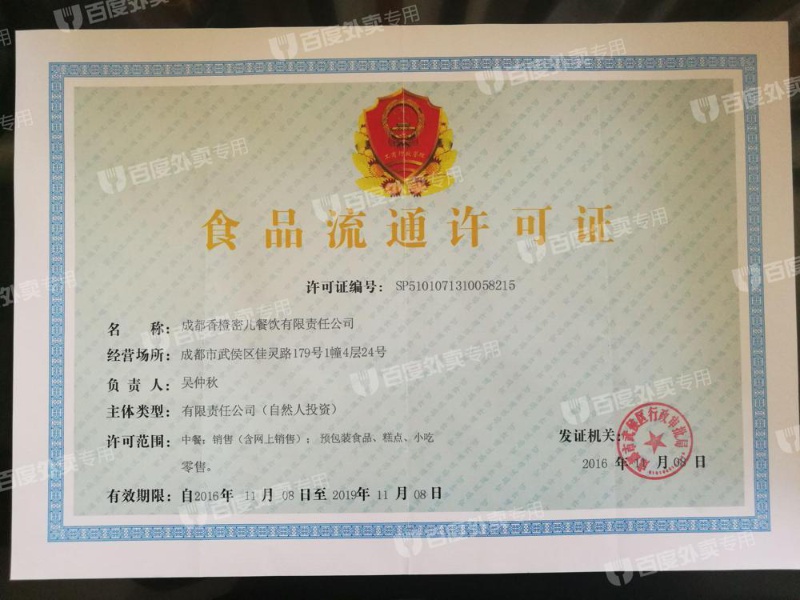 食品流通许可证
许可证编号: SP5101071310058215
名 称: 成都香橙密儿餐饮有限责任公司
经营场所: 成都市武侯区佳灵路179号1幢4层24号
负 责 人: 吴仲秋
主体类型: 有限责任公司(自然人投资)
许可范围: 中餐;销售(含网上销售);预包装食品、糕点、小吃
零售。
发证机关:
2016 年 11 月 09 日
有效期限: 自2016年 11 月 08 日至 2019年 11 月 08 日
百度外卖专用